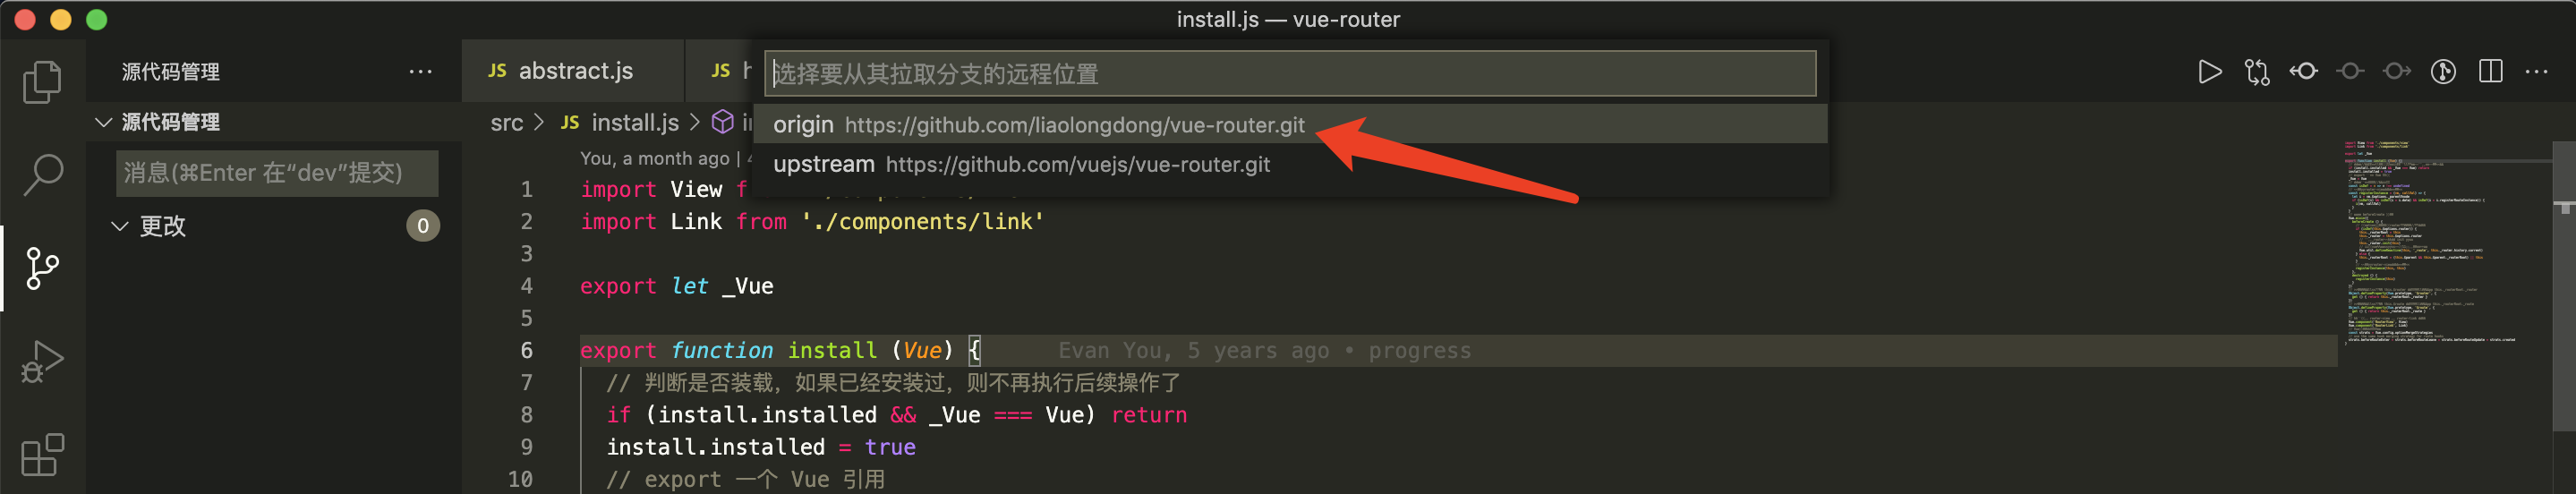 install.js — vue-router
源代码管理
JS abstract.js
JS
选择要从其拉取分支的远程位置
源代码管理
src > JS install.js >
origin https://github.com/liaolongdong/vue-router.git
upstream https://github.com/vuejs/vue-router.git
消息(⌘Enter 在“dev”提交)
更改
0
You, a month ago |
1 import View
2 import Link from './components/link'
3
4 export let _Vue
5
6 export function install (Vue) { Evan You, 5 years ago • progress
7 // 判断是否装载，如果已经安装过，则不再执行后续操作了
8 if (install.installed && _Vue === Vue) return
9 install.installed = true
10 // export 一个 Vue 引用